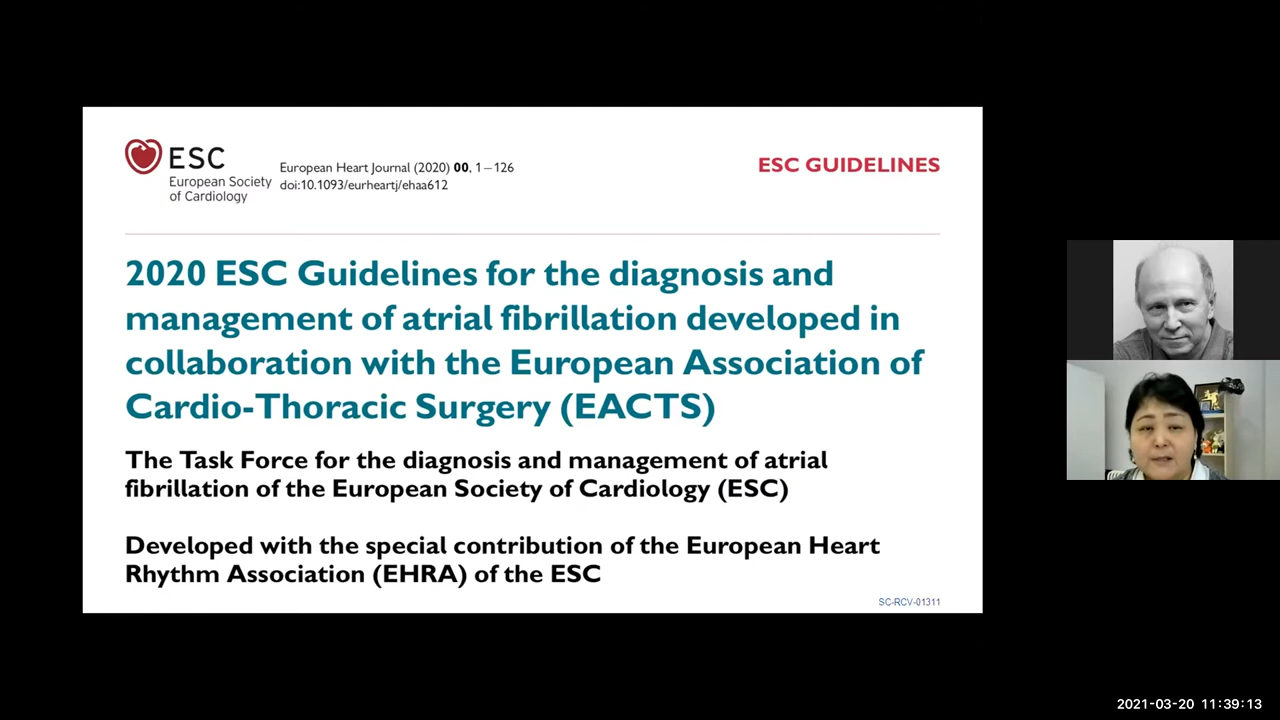 ESC
European Society
of Cardiology
European Heart Journal (2020) 00, 1–126
doi:10.1093/eurheartj/ehaa612
ESC GUIDELINES
2020 ESC Guidelines for the diagnosis and
management of atrial fibrillation developed in
collaboration with the European Association of
Cardio-Thoracic Surgery (EACTS)
The Task Force for the diagnosis and management of atrial
fibrillation of the European Society of Cardiology (ESC)
Developed with the special contribution of the European Heart
Rhythm Association (EHRA) of the ESC
SC-RCV-01311
2021-03-20 11:39:13